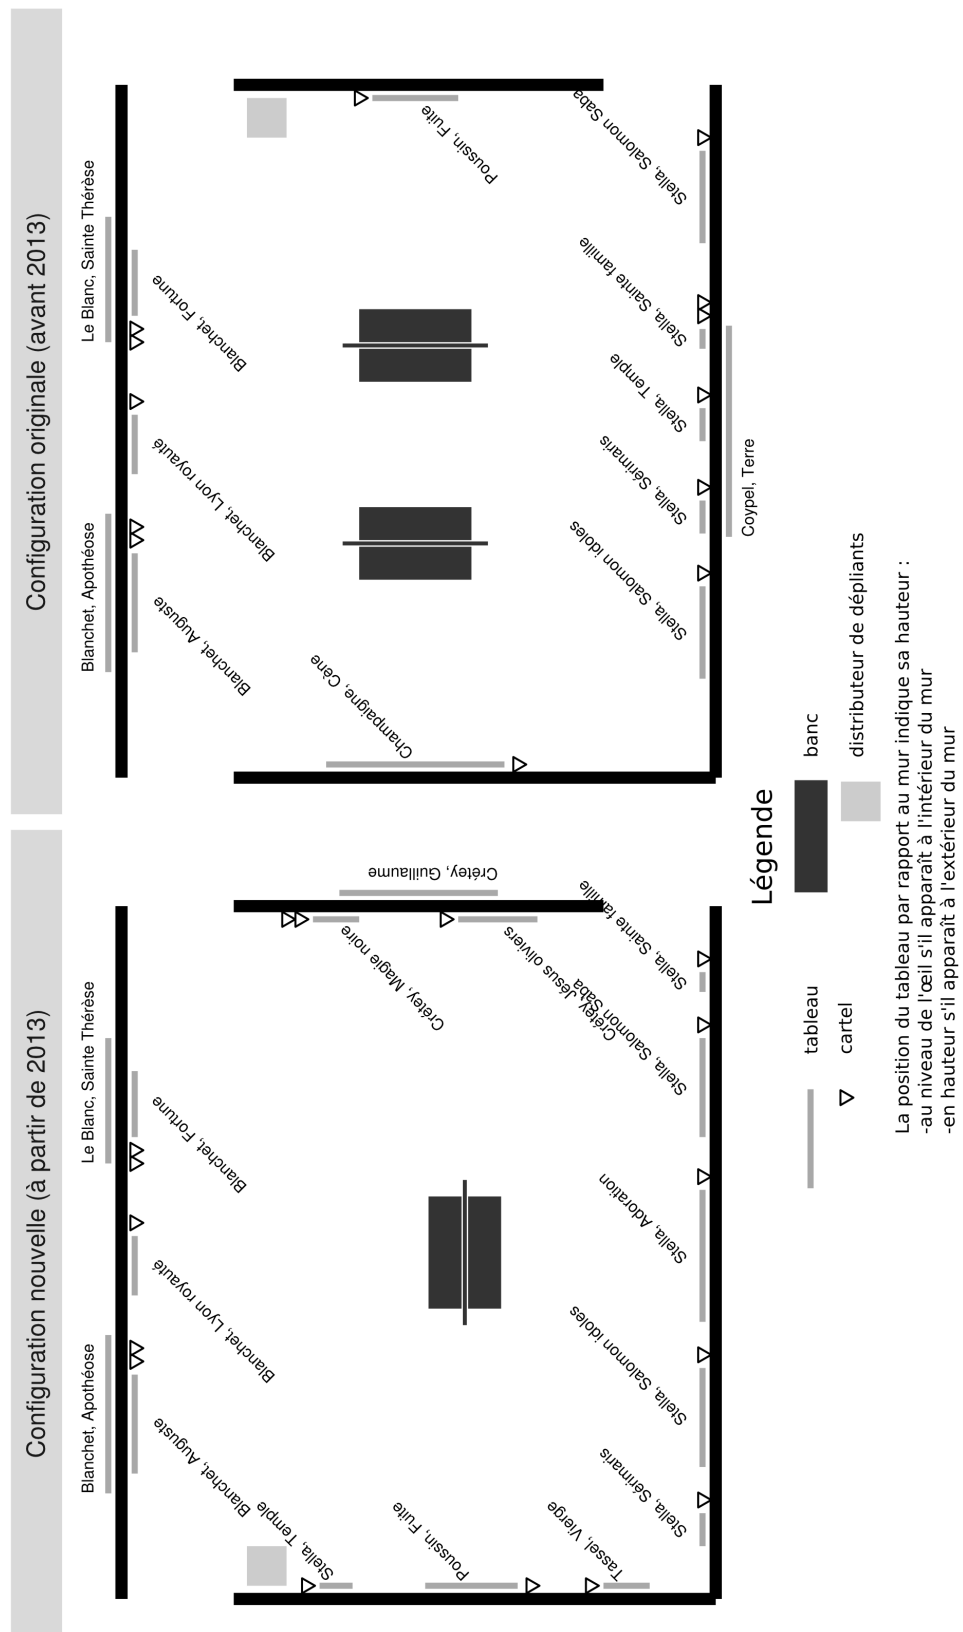 Configuration originale (avant 2013)
Le Blanc, Sainte Thérèse
Blanchet, Apothéose
Blanchet, Fortune
Blanchet, Lyon royauté
Blanchet, Auguste
Champaigne, Cène
Poussin, Fuite
Stella, Salomon Saba
Stella, Sainte famille
Stella, Temple
Stella, Sérimaris
Stella, Salomon idoles
Coypel, Terre
Configuration nouvelle (à partir de 2013)
Le Blanc, Sainte Thérèse
Blanchet, Apothéose
Blanchet, Fortune
Blanchet, Lyon royauté
Blanchet, Auguste
Stella, Temple
Poussin, Fuite
Tassel, Vierge
Crétey, Guillaume
Crétey, Magie noire
Crétey, Jésus oliviers
Stella, Sainte famille
Stella, Salomon Saba
Stella, Adoration
Stella, Salomon idoles
Stella, Sérimaris
Légende
tableau
cartel
banc
distributeur de dépliants
La position du tableau par rapport au mur indique sa hauteur :
-au niveau de l'œil s'il apparaît à l'intérieur du mur
-en hauteur s'il apparaît à l'extérieur du mur